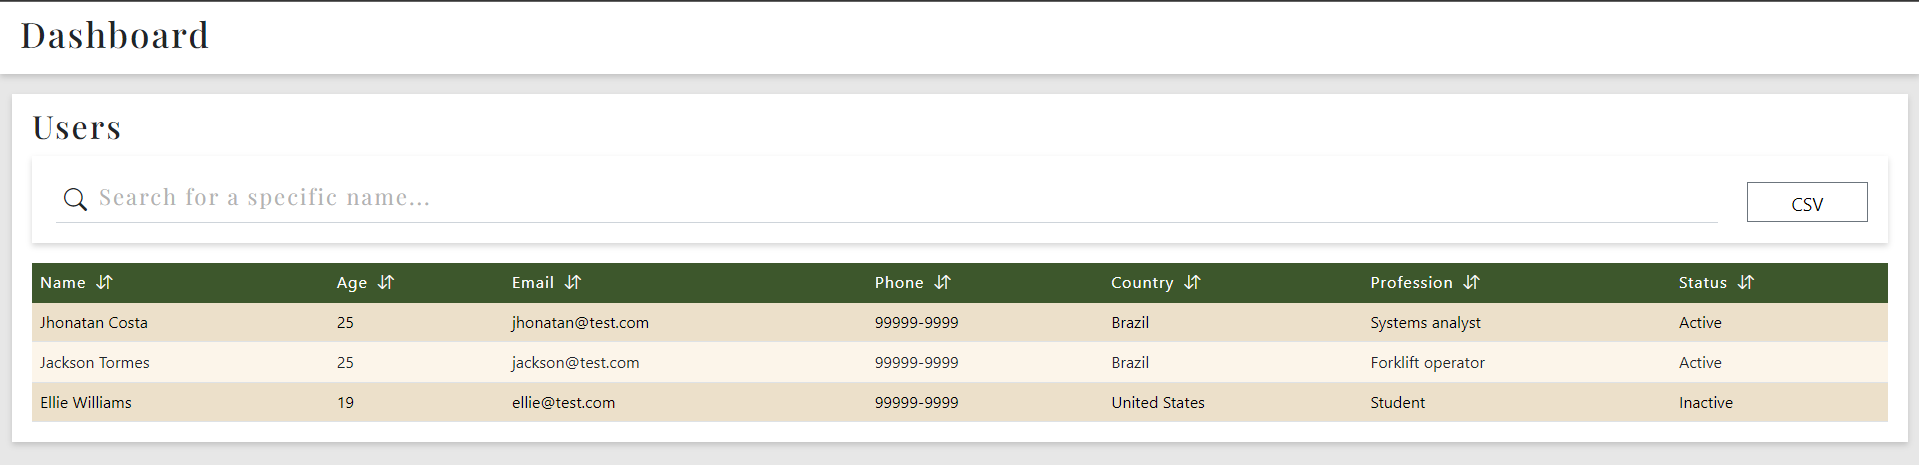 Dashboard
Users
Search for a specific name...
CSV
Name Age Email Phone Country Profession Status
Jhonatan Costa 25 jhonatan@test.com 99999-9999 Brazil Systems analyst Active
Jackson Tormes 25 jackson@test.com 99999-9999 Brazil Forklift operator Active
Ellie Williams 19 ellie@test.com 99999-9999 United States Student Inactive